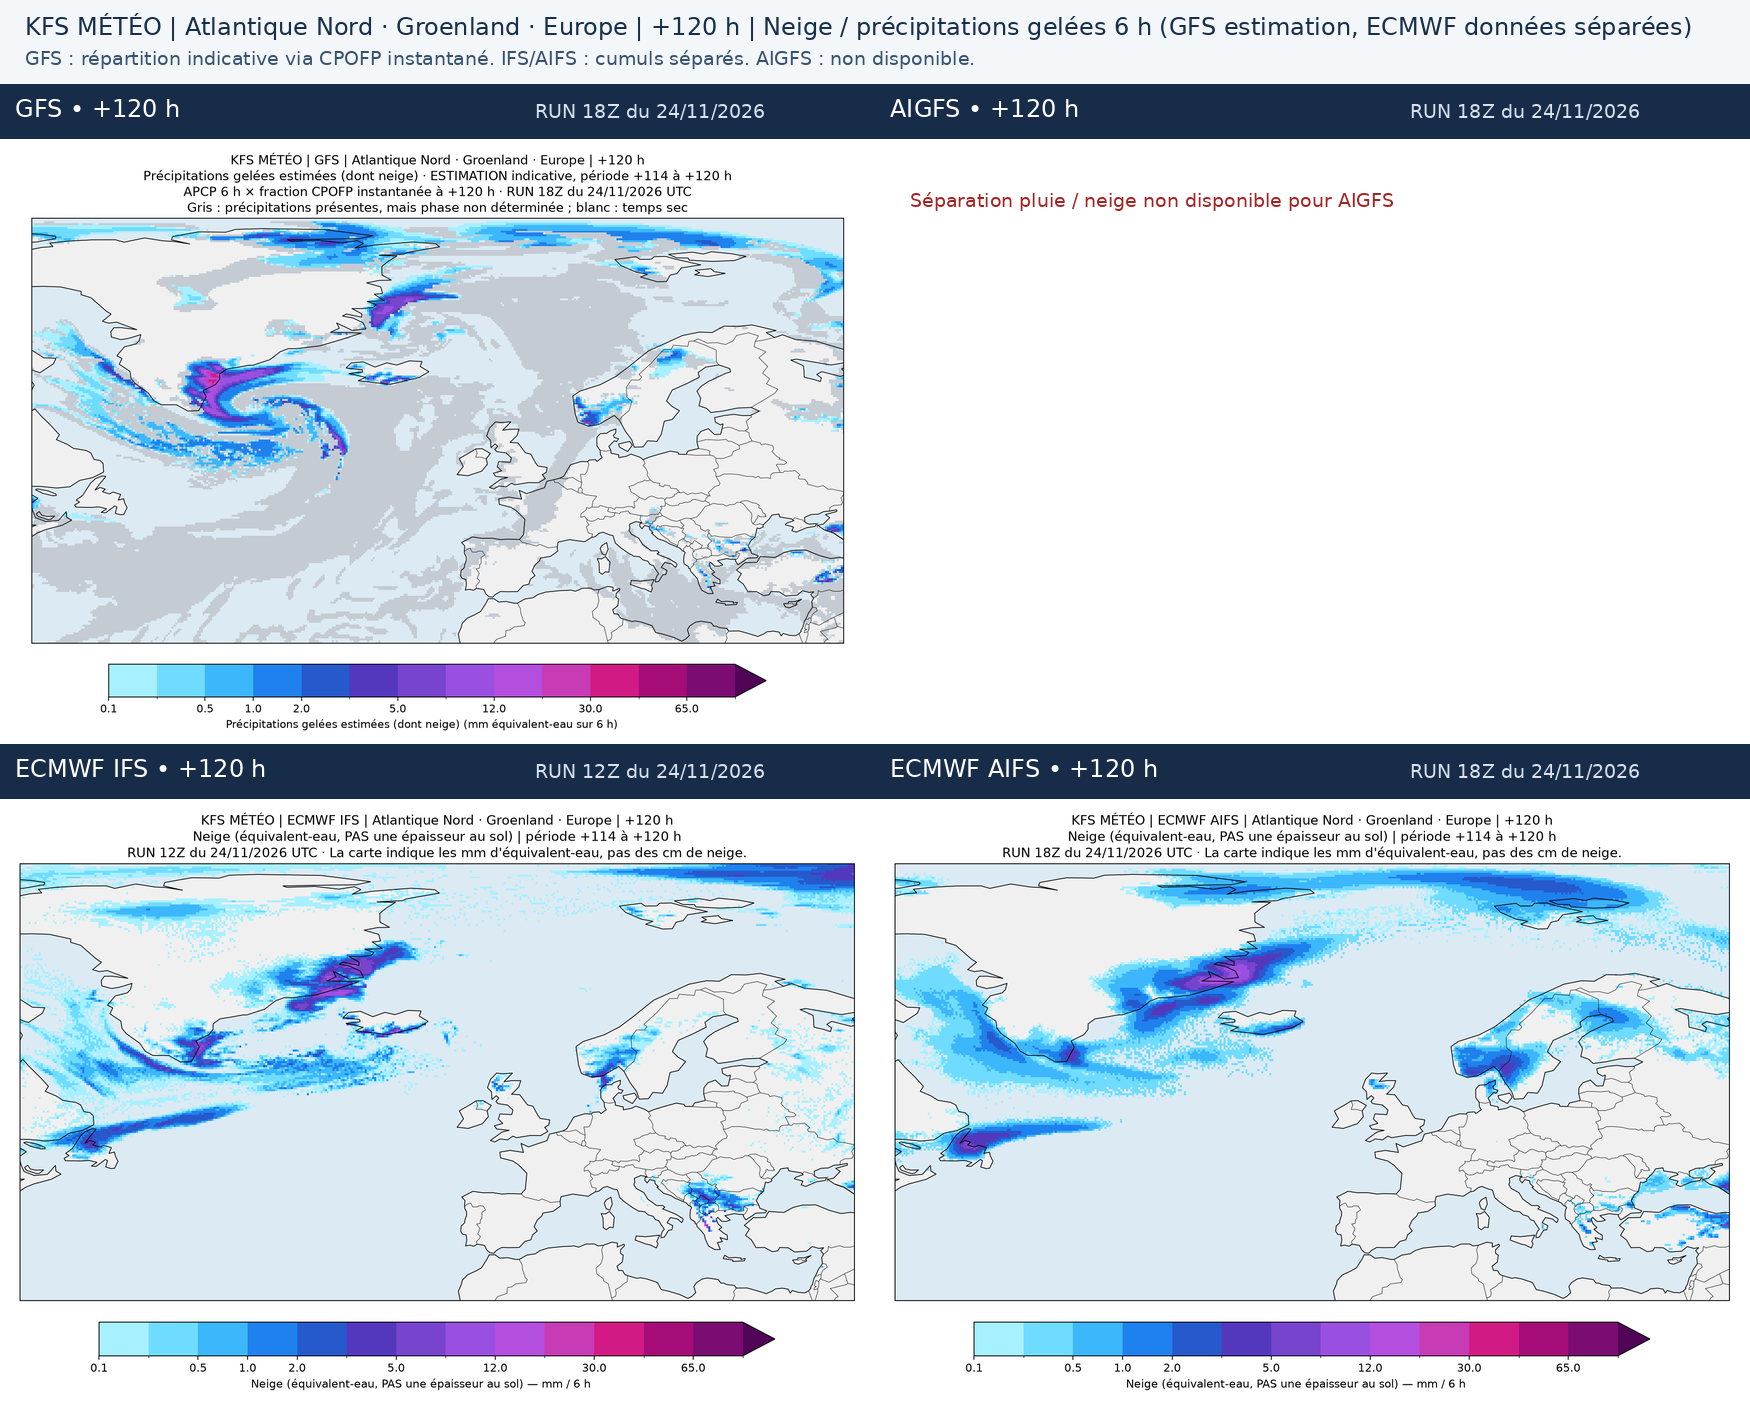 KFS MÉTÉO | Atlantique Nord · Groenland · Europe | +120 h | Neige / précipitations gelées 6 h (GFS estimation, ECMWF données séparées)
GFS : répartition indicative via CPOFP instantané. IFS/AIFS : cumuls séparés. AIGFS : non disponible.
GFS • +120 h
RUN 18Z du 24/11/2026
AIGFS • +120 h
RUN 18Z du 24/11/2026
KFS MÉTÉO | GFS | Atlantique Nord · Groenland · Europe | +120 h
Précipitations gelées estimées (dont neige) · ESTIMATION indicative, période +114 à +120 h
APCP 6 h × fraction CPOFP instantanée à +120 h · RUN 18Z du 24/11/2026 UTC
Gris : précipitations présentes, mais phase non déterminée ; blanc : temps sec
Séparation pluie / neige non disponible pour AIGFS
0.1 0.5 1.0 2.0 5.0 12.0 30.0 65.0
Précipitations gelées estimées (dont neige) (mm équivalent-eau sur 6 h)
ECMWF IFS • +120 h
RUN 12Z du 24/11/2026
ECMWF AIFS • +120 h
RUN 18Z du 24/11/2026
KFS MÉTÉO | ECMWF IFS | Atlantique Nord · Groenland · Europe | +120 h
Neige (équivalent-eau, PAS une épaisseur au sol) | période +114 à +120 h
RUN 12Z du 24/11/2026 UTC · La carte indique les mm d'équivalent-eau, pas des cm de neige.
0.1 0.5 1.0 2.0 5.0 12.0 30.0 65.0
Neige (équivalent-eau, PAS une épaisseur au sol) — mm / 6 h
KFS MÉTÉO | ECMWF AIFS | Atlantique Nord · Groenland · Europe | +120 h
Neige (équivalent-eau, PAS une épaisseur au sol) | période +114 à +120 h
RUN 18Z du 24/11/2026 UTC · La carte indique les mm d'équivalent-eau, pas des cm de neige.
0.1 0.5 1.0 2.0 5.0 12.0 30.0 65.0
Neige (équivalent-eau, PAS une épaisseur au sol) — mm / 6 h